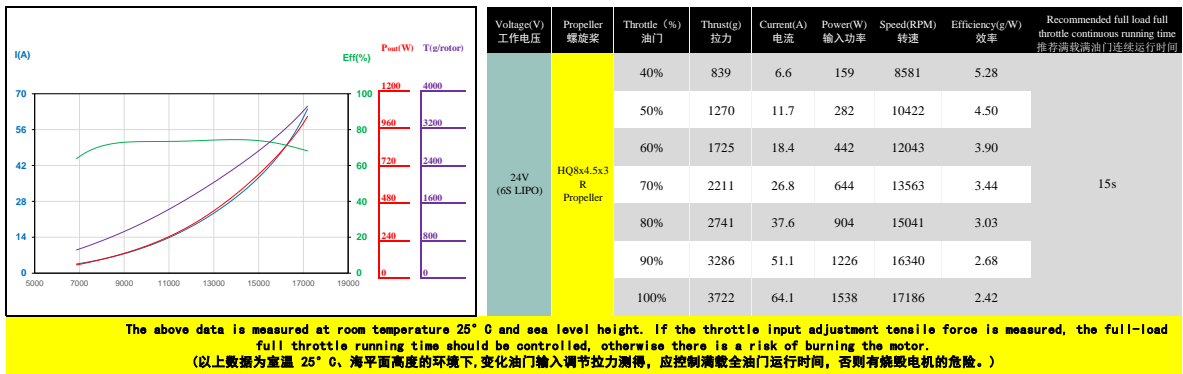 I(A)
Eff(%)
Pout(W)
T(g/rotor)
70
56
42
28
14
0
100
80
60
40
20
0
1200
960
720
480
240
0
4000
3200
2400
1600
800
0
5000 7000 9000 11000 13000 15000 17000 19000
Voltage(V) Propeller Throttle（%） Thrust(g) Current(A) Power(W) Speed(RPM) Efficiency(g/W) Recommended full load full
throttle continuous running time
工作电压 螺旋桨 油门 拉力 电流 输入功率 转速 效率 推荐满载满油门连续运行时间
24V
(6S LIPO)
HQ8x4.5x3
R
Propeller
40% 839 6.6 159 8581 5.28
50% 1270 11.7 282 10422 4.50
60% 1725 18.4 442 12043 3.90
70% 2211 26.8 644 13563 3.44
80% 2741 37.6 904 15041 3.03
90% 3286 51.1 1226 16340 2.68
100% 3722 64.1 1538 17186 2.42
15s
The above data is measured at room temperature 25°C and sea level height. If the throttle input adjustment tensile force is measured, the full-load
full throttle running time should be controlled, otherwise there is a risk of burning the motor.
(以上数据为室温 25°C、海平面高度的环境下,变化油门输入调节拉力测得，应控制满载全油门运行时间，否则有烧毁电机的危险。)